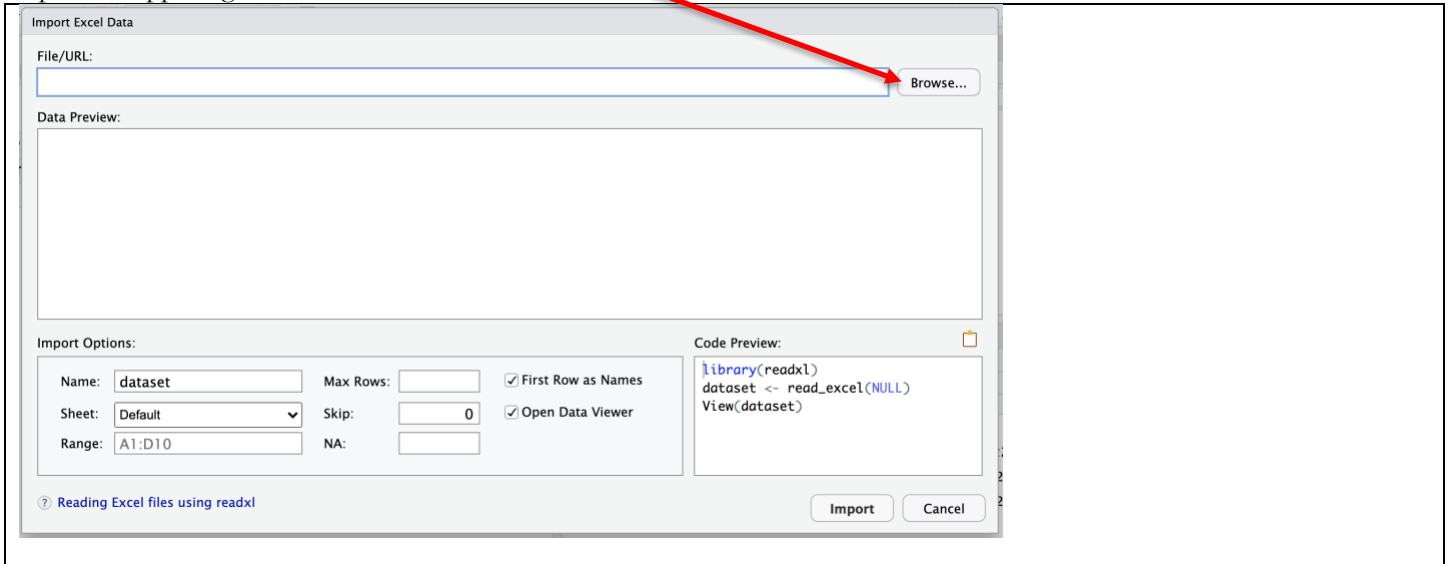 Import Excel Data
File/URL:
Browse...
Data Preview:
Import Options:
Code Preview:
Name: dataset Max Rows: First Row as Names
Sheet: Default Skip: 0 Open Data Viewer
Range: A1:D10 NA:
library(readxl)
dataset <- read_excel(NULL)
View(dataset)
? Reading Excel files using readxl
Import Cancel